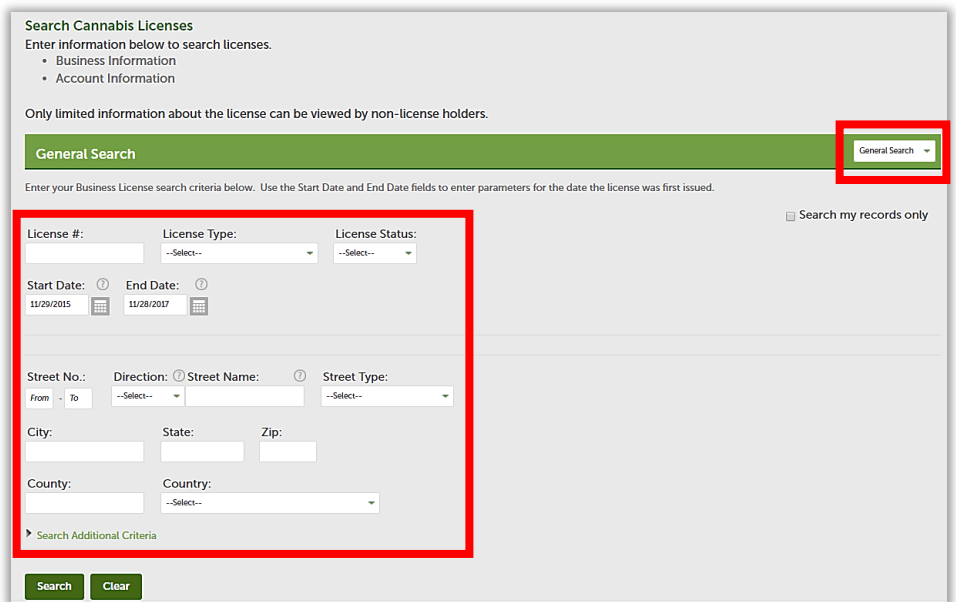 Search Cannabis Licenses
Enter information below to search licenses.
• Business Information
• Account Information
Only limited information about the license can be viewed by non-license holders.
General Search
General Search
Enter your Business License search criteria below. Use the Start Date and End Date fields to enter parameters for the date the license was first issued.
Search my records only
License #: License Type: License Status:
--Select-- --Select--
Start Date: ? End Date: ?
11/29/2015 11/28/2017
Street No.: Direction: ? Street Name: ? Street Type:
From - To --Select-- --Select--
City: State: Zip:
County: Country:
--Select--
Search Additional Criteria
Search Clear